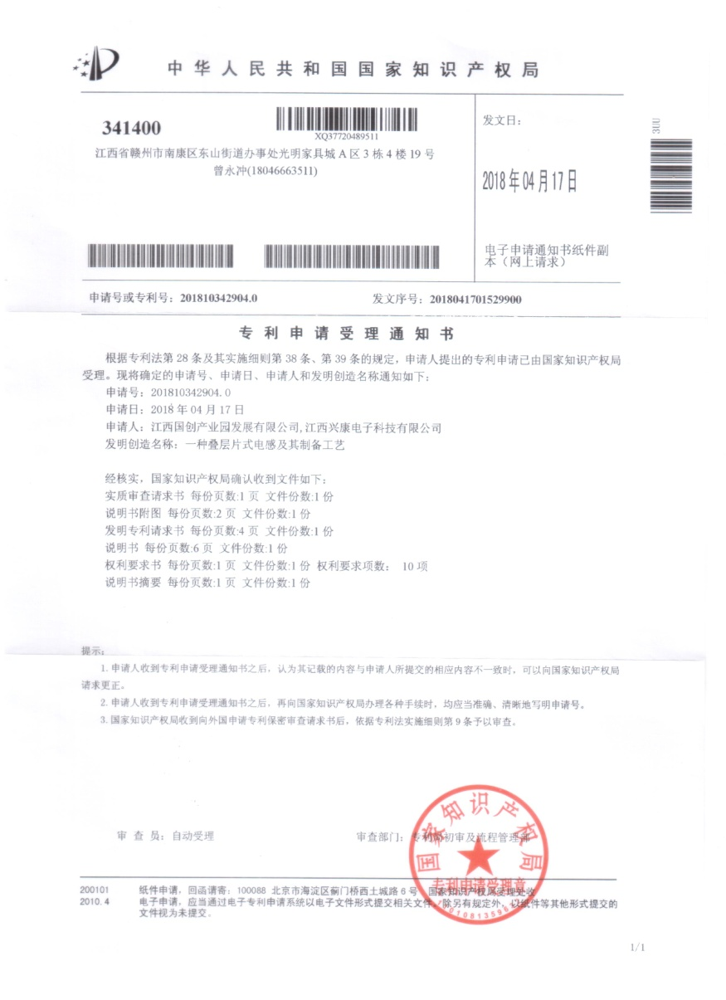 中华人民共和国国家知识产权局
341400
XQ37720489511
江西省赣州市南康区东山街道办事处光明家具城 A 区 3 栋 4 楼 19 号
曾永冲(18046663511)
发文日：
2018年04月17日
电子申请通知书纸件副
本（网上请求）
3UU
申请号或专利号：201810342904.0
发文序号：2018041701529900
专利申请受理通知书
根据专利法第 28 条及其实施细则第 38 条、第 39 条的规定，申请人提出的专利申请已由国家知识产权局
受理。现将确定的申请号、申请日、申请人和发明创造名称通知如下：
申请号：201810342904.0
申请日：2018 年 04 月 17 日
申请人：江西国创产业园发展有限公司,江西兴康电子科技有限公司
发明创造名称：一种叠层片式电感及其制备工艺
经核实，国家知识产权局确认收到文件如下：
实质审查请求书 每份页数:1 页 文件份数:1 份
说明书附图 每份页数:2 页 文件份数:1 份
发明专利请求书 每份页数:4 页 文件份数:1 份
说明书 每份页数:6 页 文件份数:1 份
权利要求书 每份页数:1 页 文件份数:1 份 权利要求项数： 10 项
说明书摘要 每份页数:1 页 文件份数:1 份
提示：
1. 申请人收到专利申请受理通知书之后，认为其记载的内容与申请人所提交的相应内容不一致时，可以向国家知识产权局
请求更正。
2. 申请人收到专利申请受理通知书之后，再向国家知识产权局办理各种手续时，均应当准确、清晰地写明申请号。
3. 国家知识产权局收到向外国申请专利保密审查请求书后，依据专利法实施细则第 9 条予以审查。
审 查 员：自动受理
审查部门：专利局初审及流程管理部
国家知识产权局
专利申请受理章
200101
2010. 4
纸件申请，回函请寄：100088 北京市海淀区蓟门桥西土城路 6 号 国家知识产权局受理处收
电子申请，应当通过电子专利申请系统以电子文件形式提交相关文件。除另有规定外，以纸件等其他形式提交的
文件视为未提交。
1/1